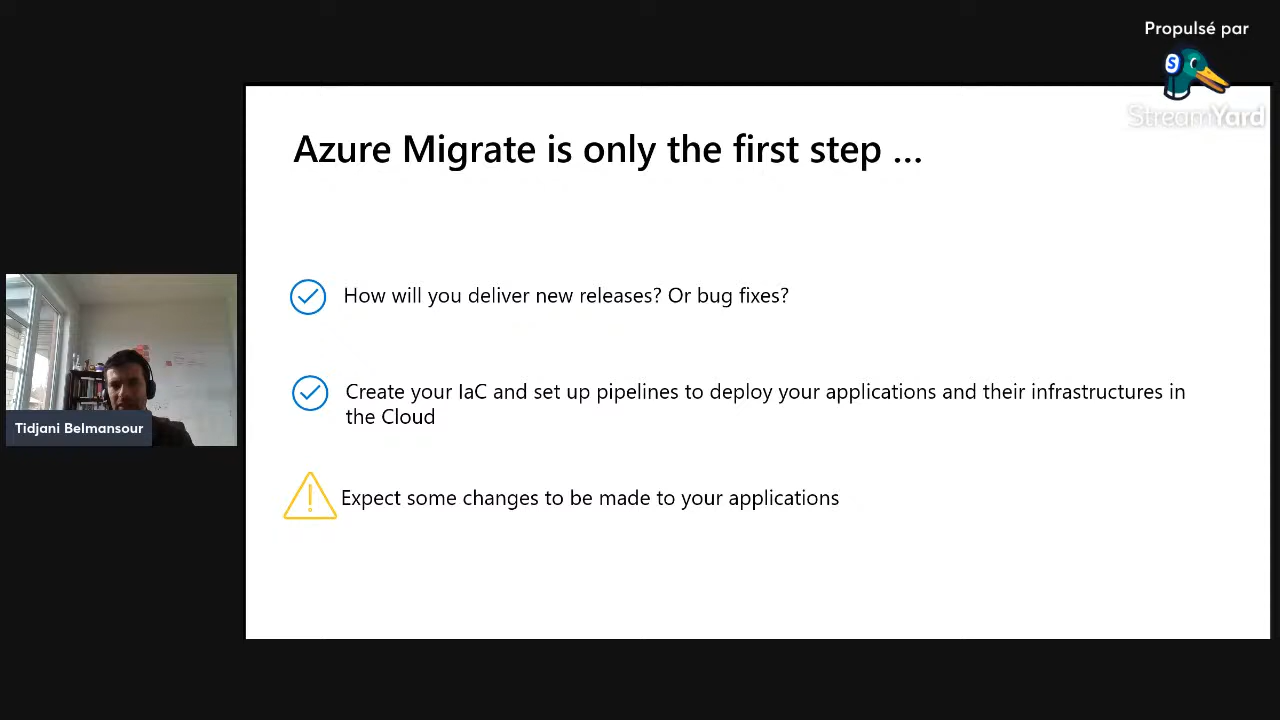 Propulsé par
StreamYard
Azure Migrate is only the first step ...
How will you deliver new releases? Or bug fixes?
Create your IaC and set up pipelines to deploy your applications and their infrastructures in
the Cloud
Expect some changes to be made to your applications
Tidjani Belmansour